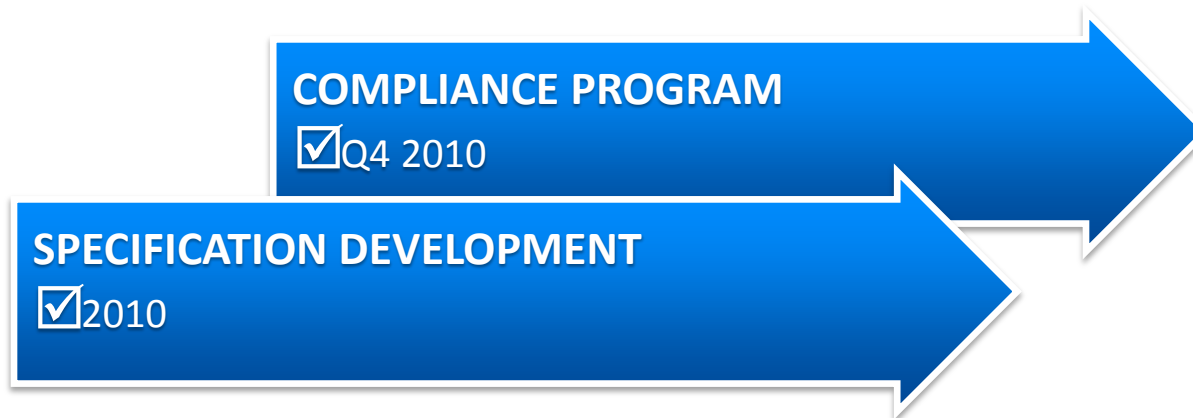 COMPLIANCE PROGRAM
☑Q4 2010
SPECIFICATION DEVELOPMENT
☑2010